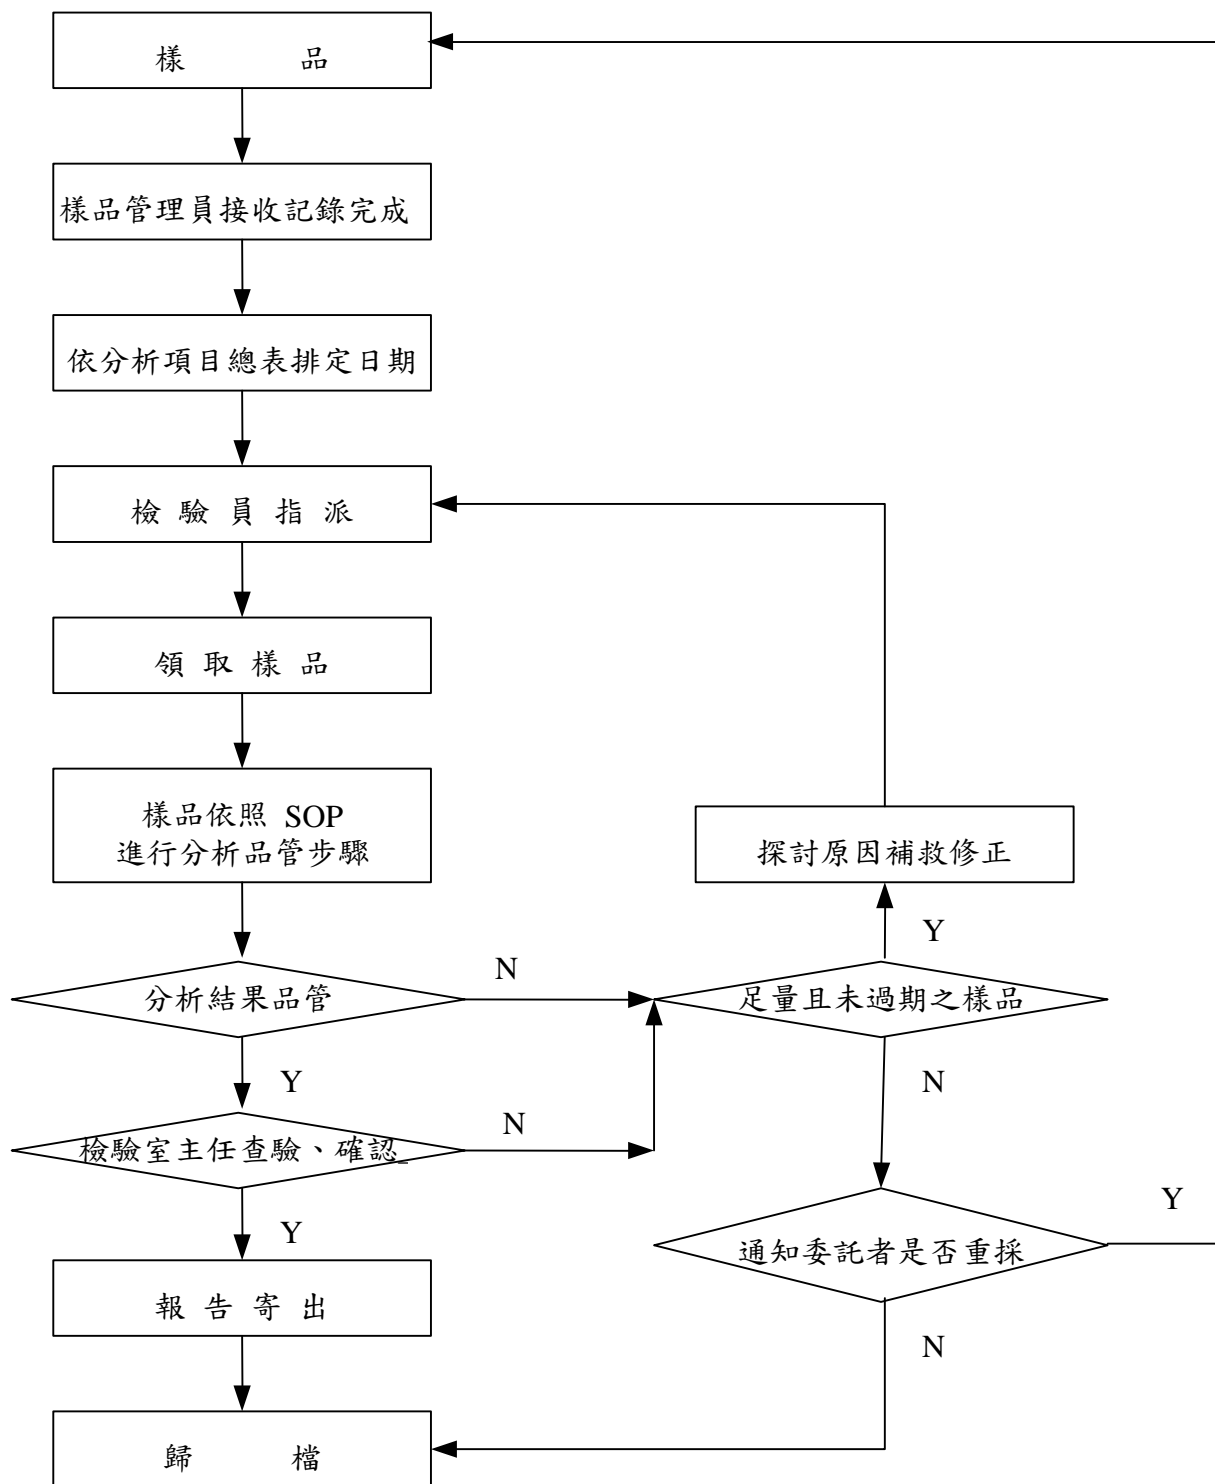 樣 品
樣品管理員接收記錄完成
依分析項目總表排定日期
檢驗員指派
領取樣品
樣品依照 SOP
進行分析品管步驟
探討原因補救修正
Y
分析結果品管
N
足量且未過期之樣品
Y
N
檢驗室主任查驗、確認
N
Y
通知委託者是否重採
Y
報告寄出
N
歸 檔